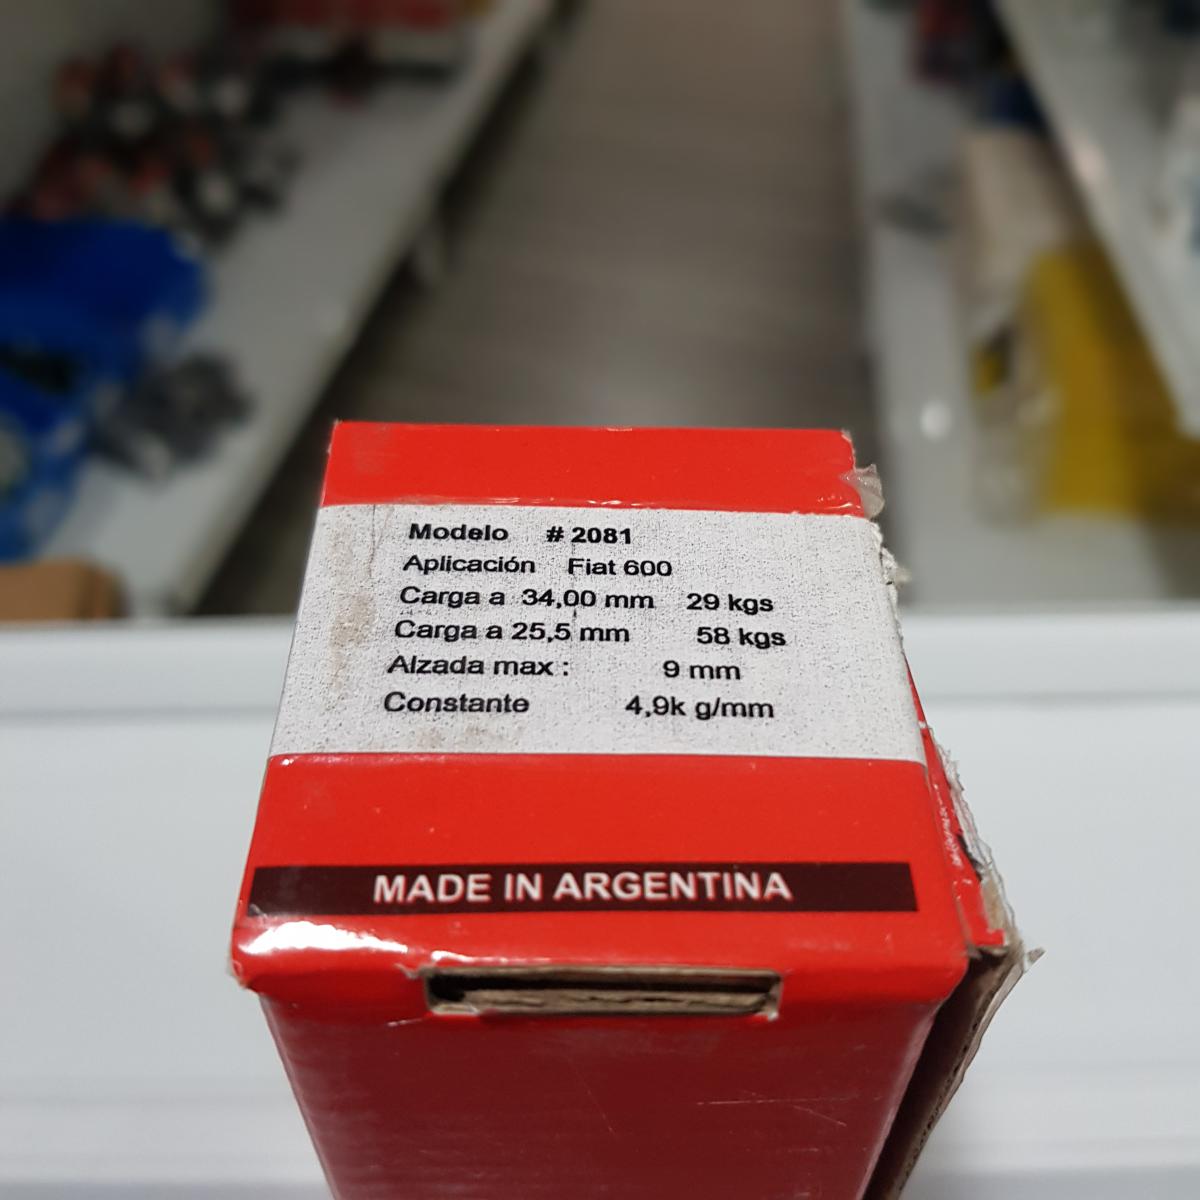 Modelo # 2081
Aplicación Fiat 600
Carga a 34,00 mm 29 kgs
Carga a 25,5 mm 58 kgs
Alzada max : 9 mm
Constante 4,9k g/mm
MADE IN ARGENTINA